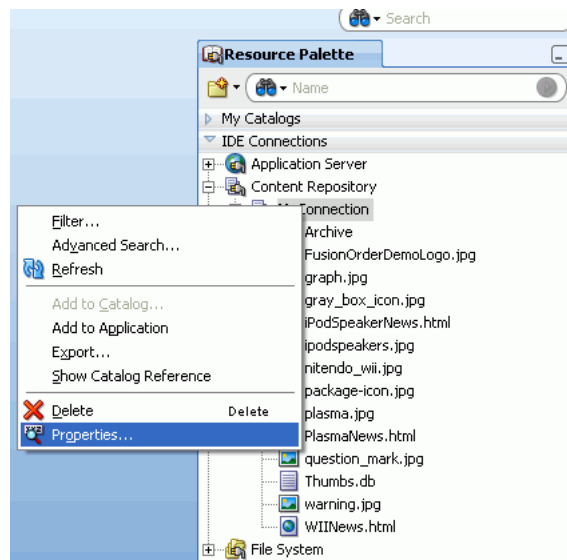 Search
Resource Palette
Name
My Catalogs
IDE Connections
Application Server
Content Repository
Connection
Archive
FusionOrderDemoLogo.jpg
graph.jpg
gray_box_icon.jpg
iPodSpeakerNews.html
ipodspeakers.jpg
nitendo_wii.jpg
package-icon.jpg
plasma.jpg
PlasmaNews.html
question_mark.jpg
Thumbs.db
warning.jpg
WIINews.html
File System
Filter...
Advanced Search...
Refresh
Add to Catalog...
Add to Application
Export...
Show Catalog Reference
Delete Delete
Properties...